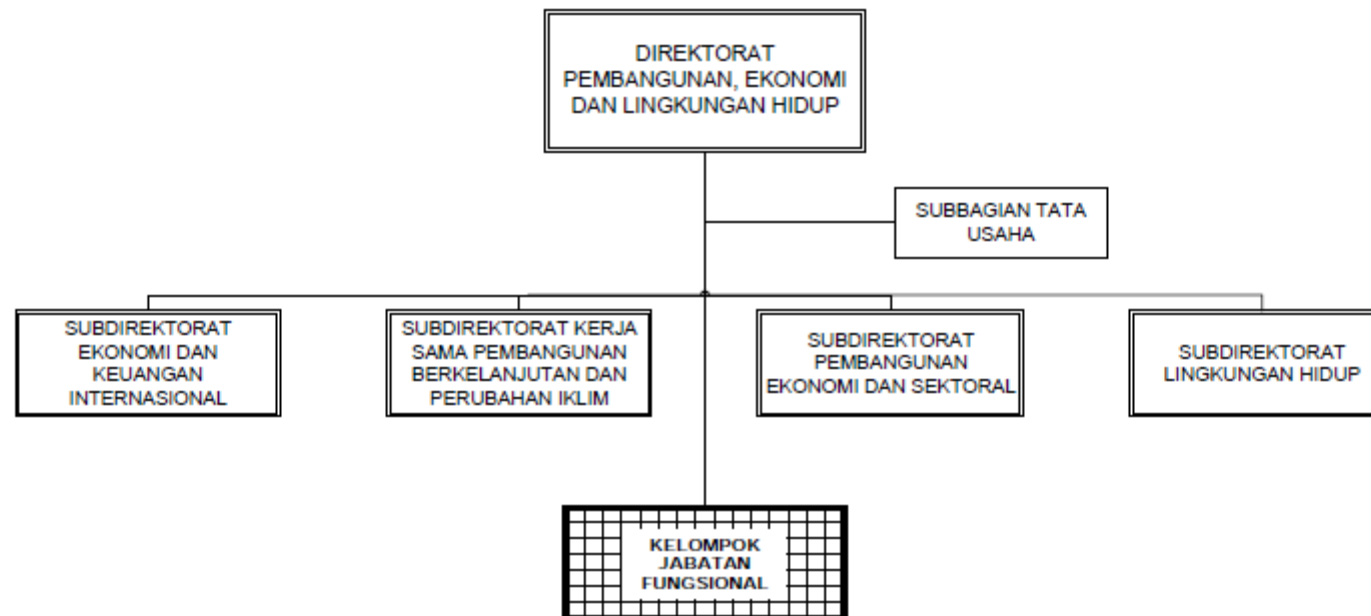 DIREKTORAT
PEMBANGUNAN, EKONOMI
DAN LINGKUNGAN HIDUP
SUBBAGIAN TATA
USAHA
SUBDIREKTORAT
EKONOMI DAN
KEUANGAN
INTERNASIONAL
SUBDIREKTORAT KERJA
SAMA PEMBANGUNAN
BERKELANJUTAN DAN
PERUBAHAN IKLIM
SUBDIREKTORAT
PEMBANGUNAN
EKONOMI DAN SEKTORAL
SUBDIREKTORAT
LINGKUNGAN HIDUP
KELOMPOK
JABATAN
FUNGSIONAL